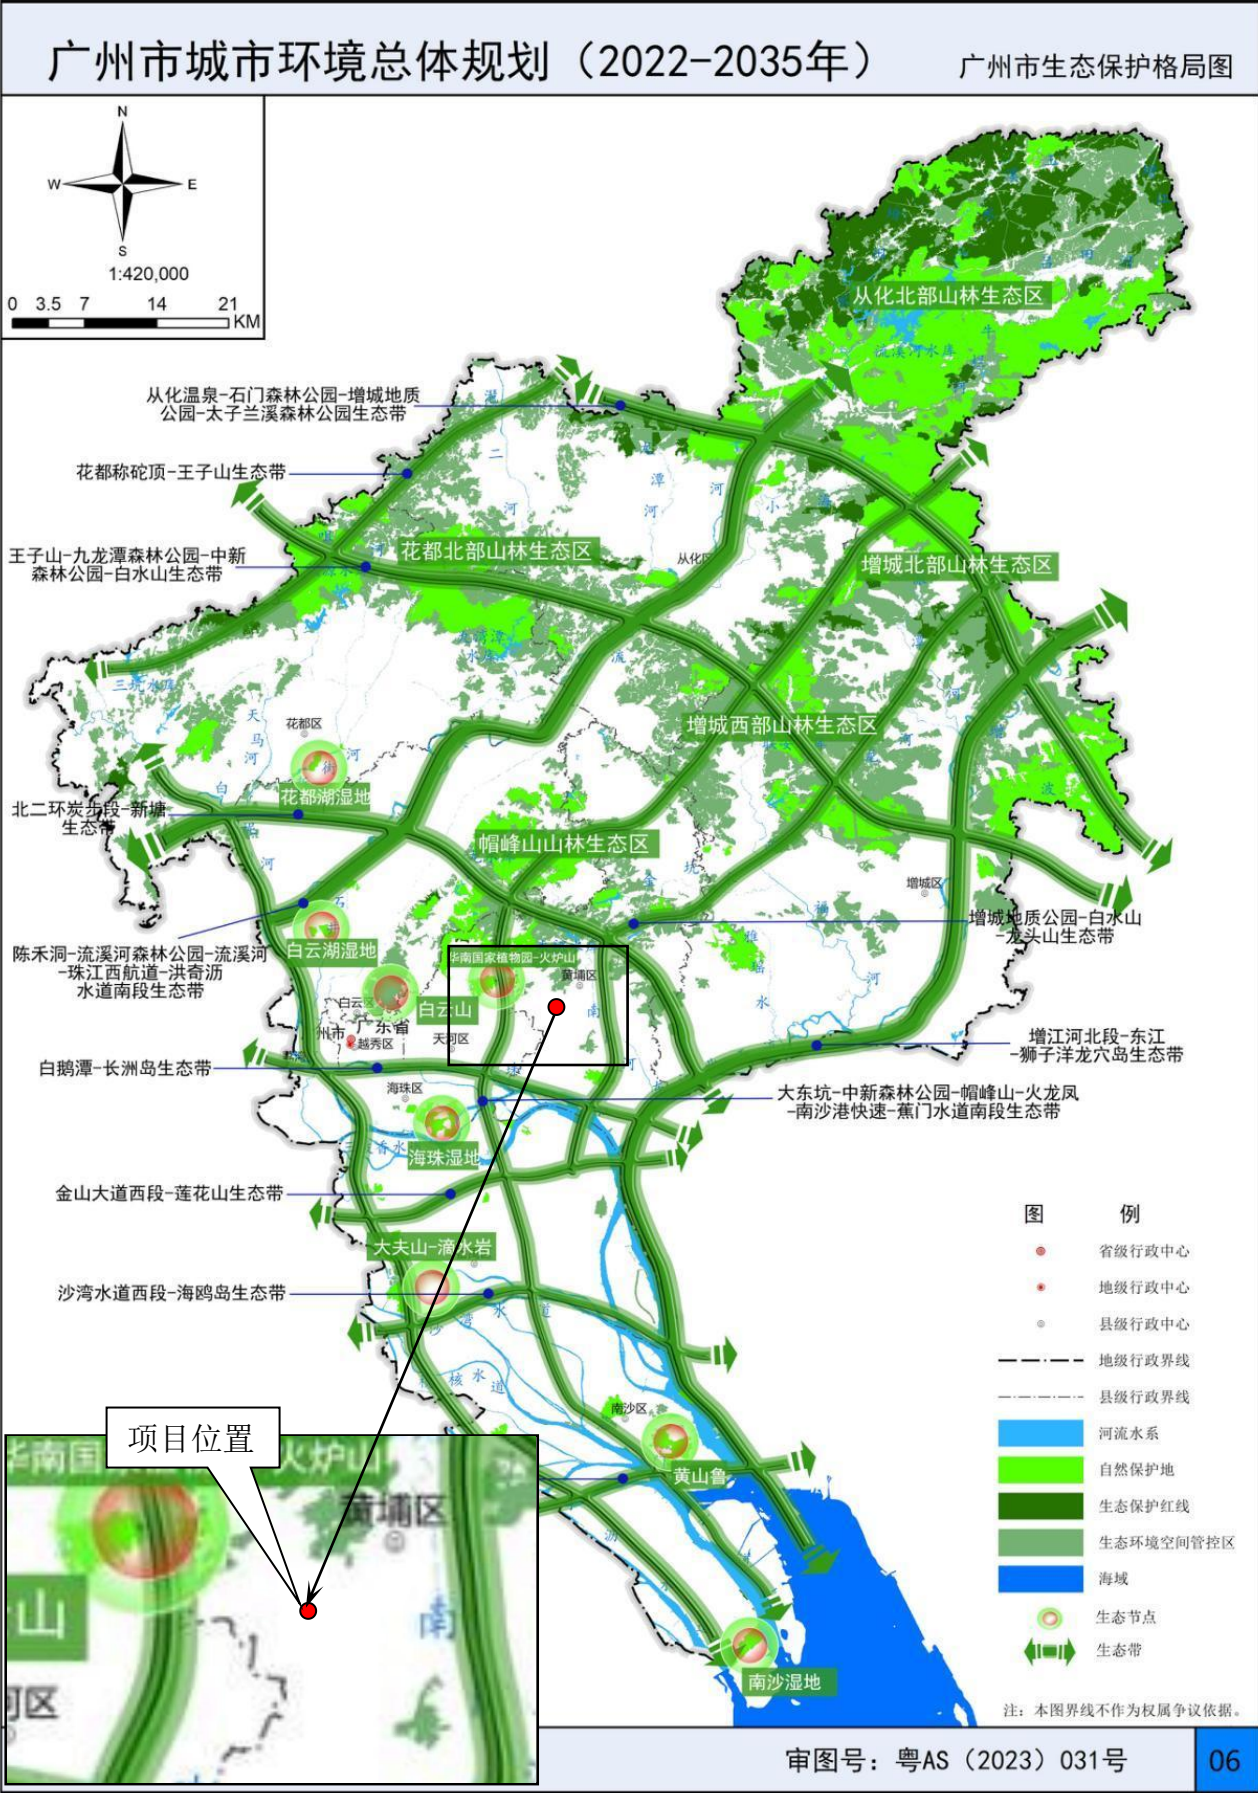 广州市城市环境总体规划（2022-2035年）
广州市生态保护格局图
N
W
E
S
1:420,000
0 3.5 7 14 21
KM
从化北部山林生态区
流溪河水库
从化温泉-石门森林公园-增城地质
公园-太子兰溪森林公园生态带
花都称砣顶-王子山生态带
王子山-九龙潭森林公园-中新
森林公园-白水山生态带
花都北部山林生态区
增城北部山林生态区
从化区
三坑水库
花都区
天
马
河
花都湖湿地
增城西部山林生态区
北二环炭步段-新塘
生态带
帽峰山山林生态区
增城区
增城地质公园-白水山
-龙头山生态带
陈禾洞-流溪河森林公园-流溪河
-珠江西航道-洪奇沥
水道南段生态带
白云湖湿地
华南国家植物园-火炉山
黄埔区
白云区
白云山
广东省
州市
越秀区
天河区
南
增江河北段-东江
-狮子洋龙穴岛生态带
白鹅潭-长洲岛生态带
海珠区
大东坑-中新森林公园-帽峰山-火龙凤
-南沙港快速-蕉门水道南段生态带
海珠湿地
金山大道西段-莲花山生态带
大夫山-滴水岩
沙湾水道西段-海鸥岛生态带
南沙区
黄山鲁
南沙湿地
图 例
省级行政中心
地级行政中心
县级行政中心
地级行政界线
县级行政界线
河流水系
自然保护地
生态保护红线
生态环境空间管控区
海域
生态节点
生态带
注：本图界线不作为权属争议依据。
项目位置
华南国
火炉山
黄埔区
山
南
河区
审图号：粤AS（2023）031号
06